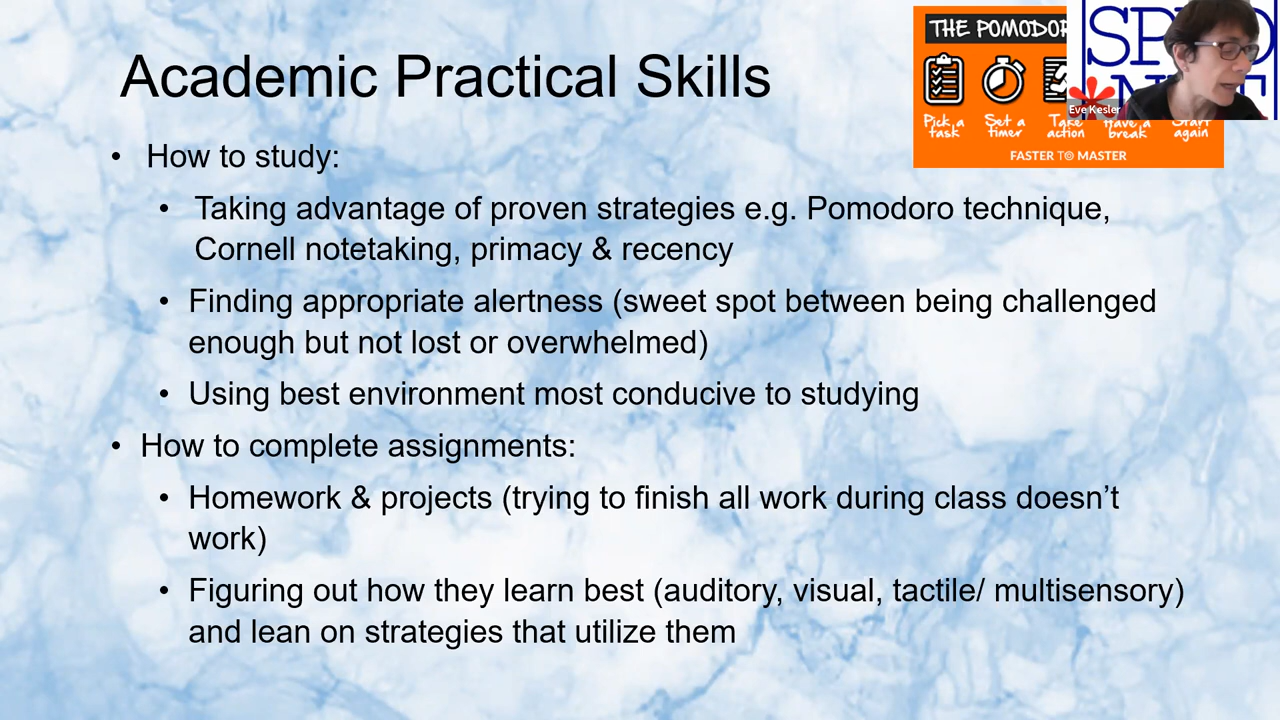 Academic Practical Skills
• How to study:
• Taking advantage of proven strategies e.g. Pomodoro technique,
Cornell notetaking, primacy & recency
• Finding appropriate alertness (sweet spot between being challenged
enough but not lost or overwhelmed)
• Using best environment most conducive to studying
• How to complete assignments:
• Homework & projects (trying to finish all work during class doesn’t
work)
• Figuring out how they learn best (auditory, visual, tactile/ multisensory)
and lean on strategies that utilize them
THE
Pick a task
Set a timer
Take action
Have a break
Start again
FASTER TO MASTER
Eve Kesler